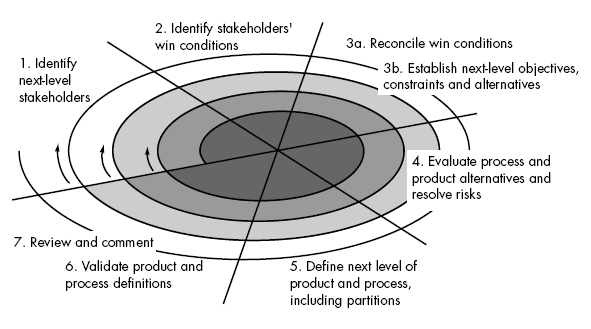 2. Identify stakeholders'
win conditions
3a. Reconcile win conditions
1. Identify
next-level
stakeholders
3b. Establish next-level objectives,
constraints and alternatives
4. Evaluate process and
product alternatives and
resolve risks
7. Review and comment
6. Validate product and
process definitions
5. Define next level of
product and process,
including partitions